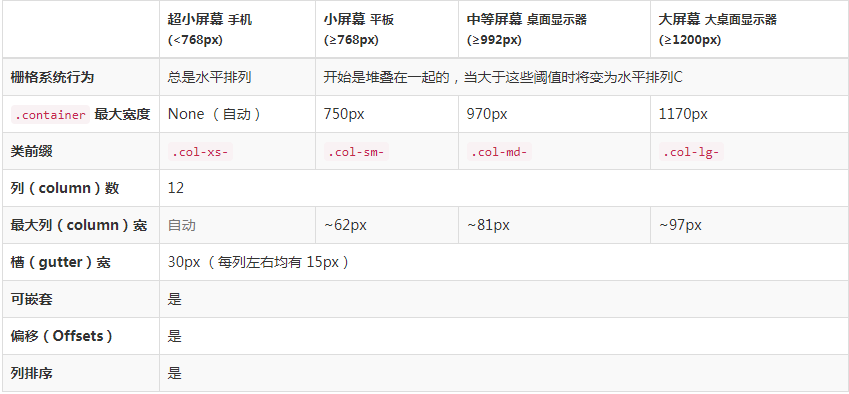 超小屏幕 手机 (<768px)
小屏幕 平板 (≥768px)
中等屏幕 桌面显示器 (≥992px)
大屏幕 大桌面显示器 (≥1200px)
栅格系统行为 总是水平排列 开始是堆叠在一起的，当大于这些阈值时将变为水平排列C
.container 最大宽度 None （自动） 750px 970px 1170px
类前缀 .col-xs- .col-sm- .col-md- .col-lg-
列（column）数 12
最大列（column）宽 自动 ~62px ~81px ~97px
槽（gutter）宽 30px （每列左右均有 15px）
可嵌套 是
偏移（Offsets） 是
列排序 是